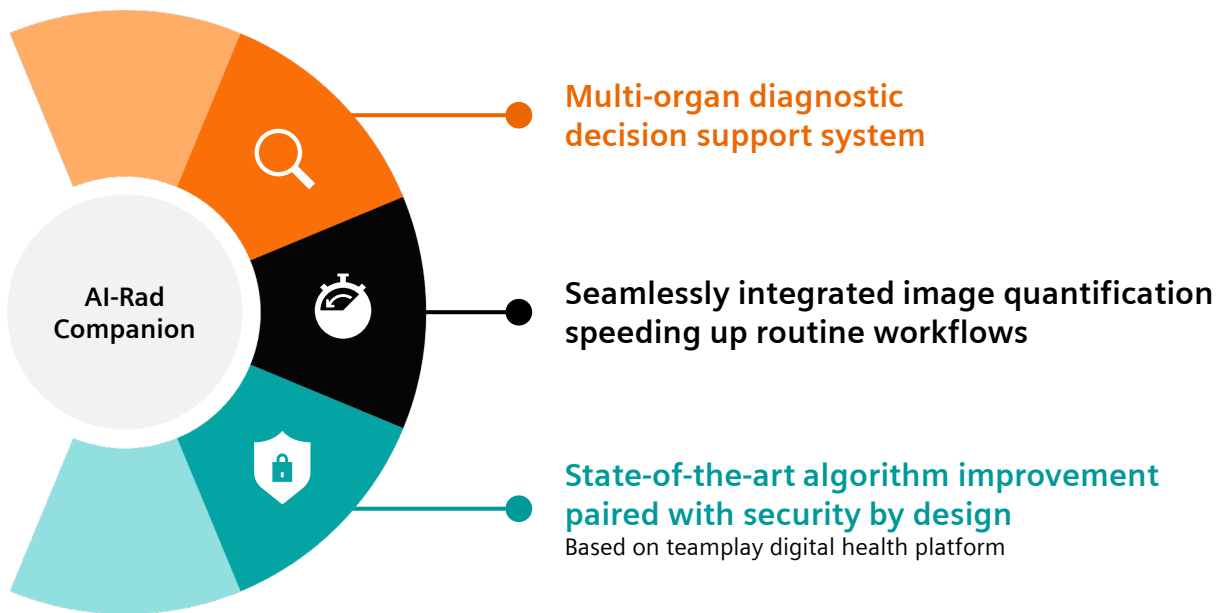 AI-Rad
Companion
Multi-organ diagnostic
decision support system
Seamlessly integrated image quantification
speeding up routine workflows
State-of-the-art algorithm improvement
paired with security by design
Based on teamplay digital health platform